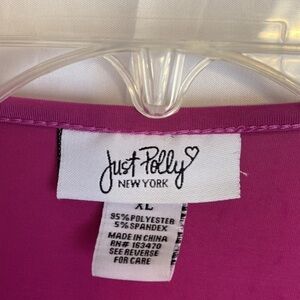 Just Polly♡
NEW YORK
XL
95% POLYESTER
5% SPANDEX
MADE IN CHINA
RN# 163470
SEE REVERSE
FOR CARE